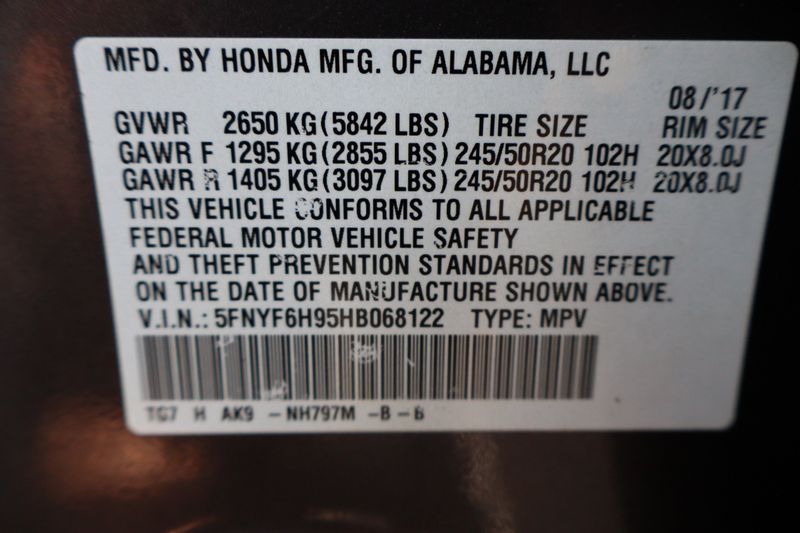 MFD. BY HONDA MFG. OF ALABAMA, LLC
08/'17
GVWR 2650 KG (5842 LBS) TIRE SIZE RIM SIZE
GAWR F 1295 KG (2855 LBS) 245/50R20 102H 20X8.0J
GAWR R 1405 KG (3097 LBS) 245/50R20 102H 20X8.0J
THIS VEHICLE CONFORMS TO ALL APPLICABLE
FEDERAL MOTOR VEHICLE SAFETY
AND THEFT PREVENTION STANDARDS IN EFFECT
ON THE DATE OF MANUFACTURE SHOWN ABOVE.
V.I.N.: 5FNYF6H95HB068122 TYPE: MPV
TG7 H AK9 - NH797M - B - B